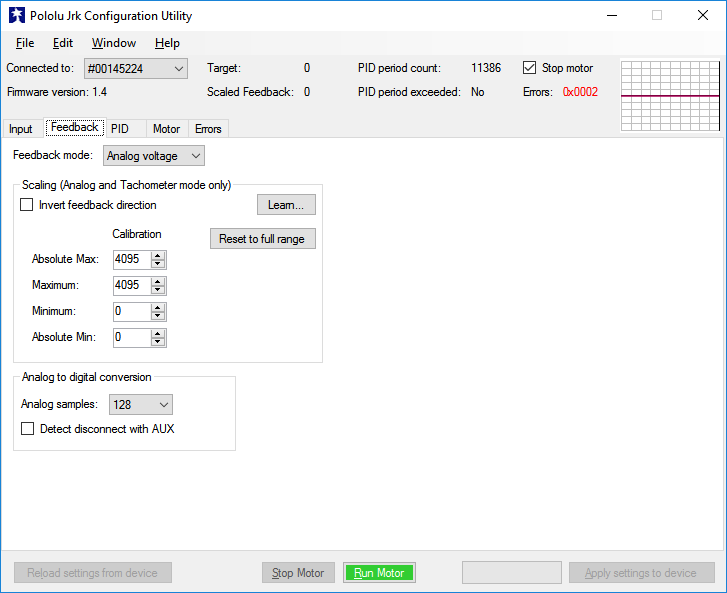 Pololu Jrk Configuration Utility
File Edit Window Help
Connected to: #00145224 Target: 0 PID period count: 11386 Stop motor
Firmware version: 1.4 Scaled Feedback: 0 PID period exceeded: No Errors: 0x0002
Input Feedback PID Motor Errors
Feedback mode: Analog voltage
Scaling (Analog and Tachometer mode only)
Invert feedback direction Learn...
Calibration Reset to full range
Absolute Max: 4095
Maximum: 4095
Minimum: 0
Absolute Min: 0
Analog to digital conversion
Analog samples: 128
Detect disconnect with AUX
Reload settings from device Stop Motor Run Motor Apply settings to device